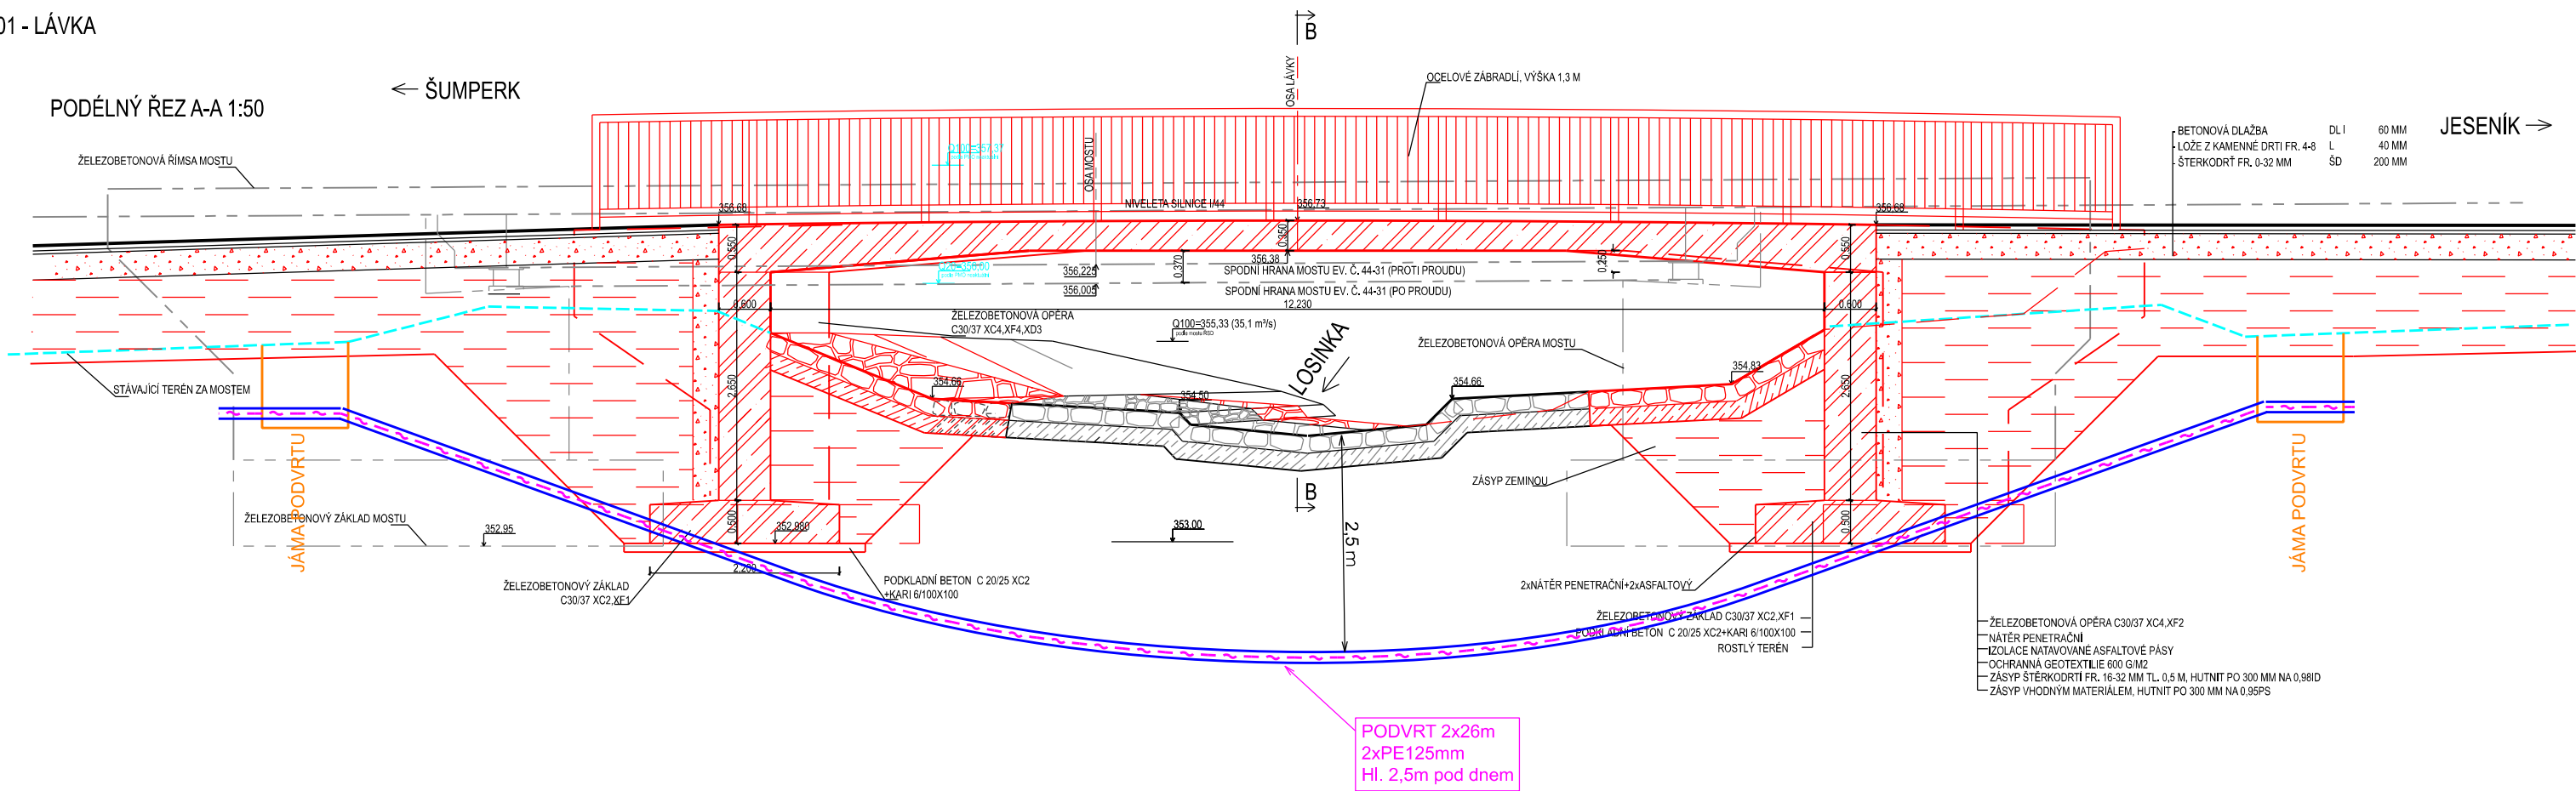 01 - LÁVKA
B
ŠUMPERK
PODÉLNÝ ŘEZ A-A 1:50
OSA LÁVKY
OCELOVÉ ZÁBRADLÍ, VÝŠKA 1,3 M
JESENÍK
BETONOVÁ DLAŽBA DL I 60 MM
LOŽE Z KAMENNÉ DRTI FR. 4-8 L 40 MM
ŠTERKODRŤ FR. 0-32 MM ŠD 200 MM
ŽELEZOBETONOVÁ ŘÍMSA MOSTU
Q100=357,37
OSA MOSTU
356.68
NIVELETA SILNICE I/44
356.73
356.68
0.550
0.350
0.550
356.38
0.370
0.250
356,225
SPODNÍ HRANA MOSTU EV. Č. 44-31 (PROTI PROUDU)
356,005
SPODNÍ HRANA MOSTU EV. Č. 44-31 (PO PROUDU)
0.600
12.230
0.600
ŽELEZOBETONOVÁ OPĚRA
C30/37 XC4,XF4,XD3
Q100=355,33 (35,1 m³/s)
LOSINKA
ŽELEZOBETONOVÁ OPĚRA MOSTU
STÁVAJÍCÍ TERÉN ZA MOSTEM
2.650
354.66
354.50
354.66
354.83
2.650
JÁMA PODVRTU
ZÁSYP ZEMINOU
B
JÁMA PODVRTU
ŽELEZOBETONOVÝ ZÁKLAD MOSTU
352.95
0.500
352.980
353.00
2,5 m
0.500
2.200
ŽELEZOBETONOVÝ ZÁKLAD
C30/37 XC2,XF1
PODKLADNÍ BETON C 20/25 XC2
+KARI 6/100X100
2xNÁTĚR PENETRAČNÍ+2xASFALTOVÝ
ŽELEZOBETONOVÝ ZÁKLAD C30/37 XC2,XF1
PODKLADNÍ BETON C 20/25 XC2+KARI 6/100X100
ROSTLÝ TERÉN
ŽELEZOBETONOVÁ OPĚRA C30/37 XC4,XF2
NÁTĚR PENETRAČNÍ
IZOLACE NATAVOVANÉ ASFALTOVÉ PÁSY
OCHRANNÁ GEOTEXTILIE 600 G/M2
ZÁSYP ŠTĚRKODRTÍ FR. 16-32 MM TL. 0,5 M, HUTNIT PO 300 MM NA 0,98ID
ZÁSYP VHODNÝM MATERIÁLEM, HUTNIT PO 300 MM NA 0,95PS
PODVRT 2x26m
2xPE125mm
Hl. 2,5m pod dnem